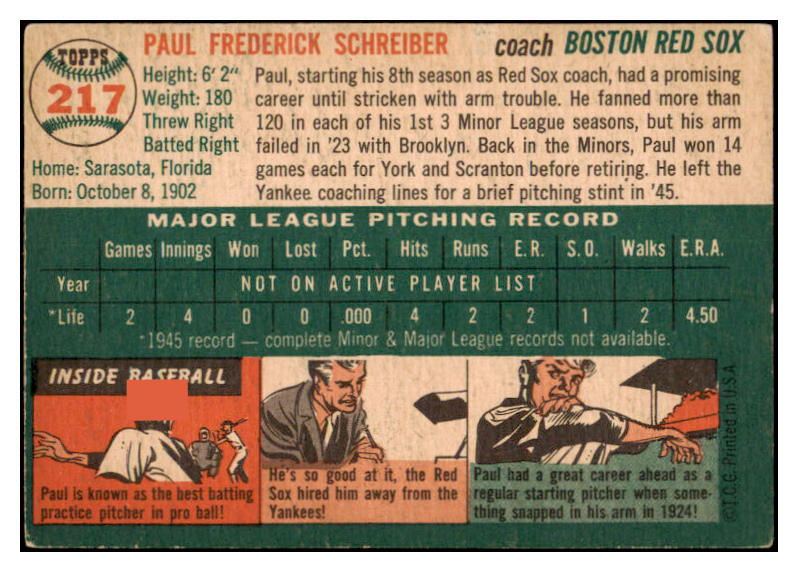 TOPPS
217
PAUL FREDERICK SCHREIBER coach BOSTON RED SOX
Height: 6' 2"
Weight: 180
Threw Right
Batted Right
Home: Sarasota, Florida
Born: October 8, 1902
Paul, starting his 8th season as Red Sox coach, had a promising
career until stricken with arm trouble. He fanned more than
120 in each of his 1st 3 Minor League seasons, but his arm
failed in '23 with Brooklyn. Back in the Minors, Paul won 14
games each for York and Scranton before retiring. He left the
Yankee coaching lines for a brief pitching stint in '45.
MAJOR LEAGUE PITCHING RECORD
Games Innings Won Lost Pct. Hits Runs E.R. S.O. Walks E.R.A.
Year NOT ON ACTIVE PLAYER LIST
*Life 2 4 0 0 .000 4 2 2 1 2 4.50
*1945 record — complete Minor & Major League records not available.
INSIDE BASEBALL
Paul is known as the best batting
practice pitcher in pro ball!
He's so good at it, the Red
Sox hired him away from the
Yankees!
Paul had a great career ahead as a
regular starting pitcher when some-
thing snapped in his arm in 1924!
©T.C.G. Printed in U.S.A.